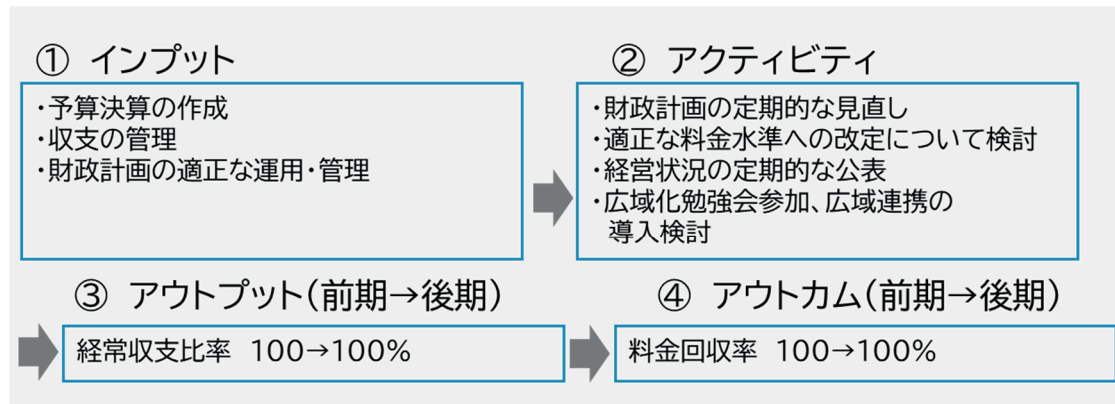 ① インプット
・予算決算の作成
・収支の管理
・財政計画の適正な運用・管理
② アクティビティ
・財政計画の定期的な見直し
・適正な料金水準への改定について検討
・経営状況の定期的な公表
・広域化勉強会参加、広域連携の
導入検討
③ アウトプット(前期→後期)
経常収支比率 100→100%
④ アウトカム(前期→後期)
料金回収率 100→100%